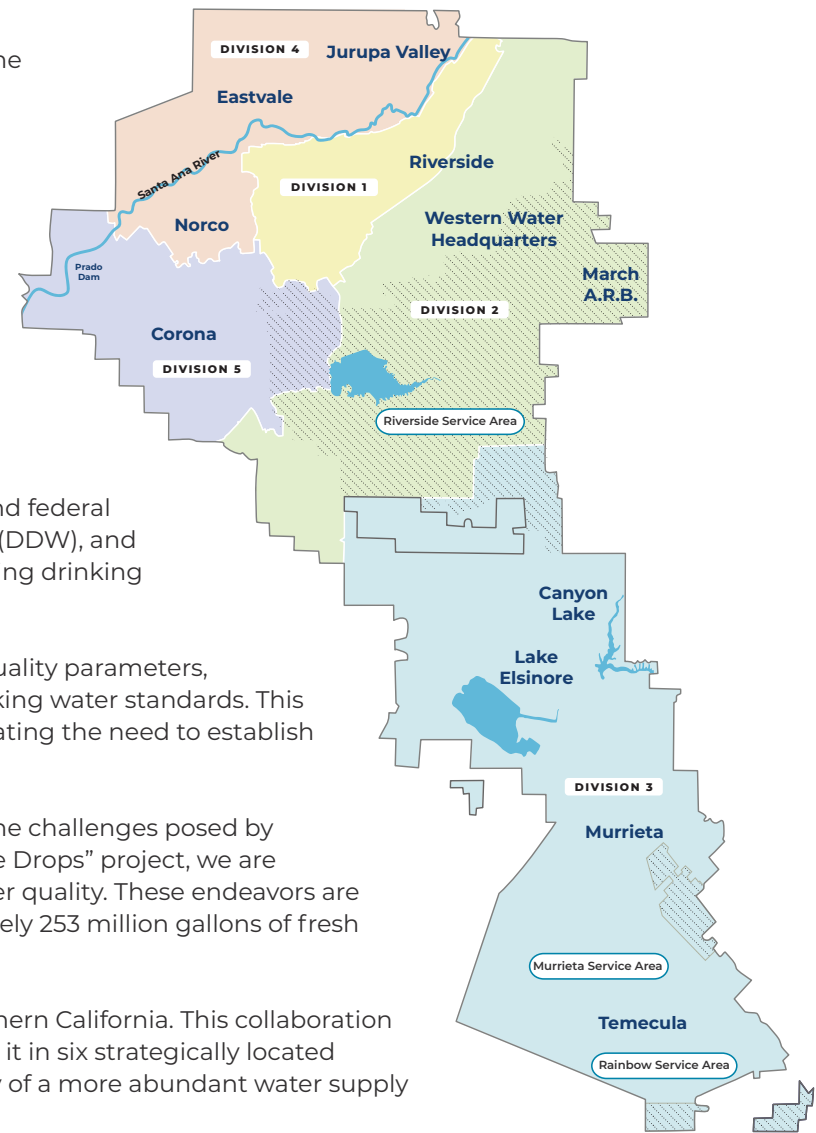 ne
nd federal
(DDW), and
ng drinking
uality parameters,
king water standards. This
ating the need to establish
ne challenges posed by
e Drops” project, we are
er quality. These endeavors are
ely 253 million gallons of fresh
hern California. This collaboration
it in six strategically located
y of a more abundant water supply
DIVISION 4
Jurupa Valley
Eastvale
Santa Ana River
Riverside
DIVISION 1
Norco
Western Water
Headquarters
Prado
Dam
March
A.R.B.
DIVISION 2
Corona
DIVISION 5
Riverside Service Area
Canyon
Lake
Lake
Elsinore
DIVISION 3
Murrieta
Murrieta Service Area
Temecula
Rainbow Service Area